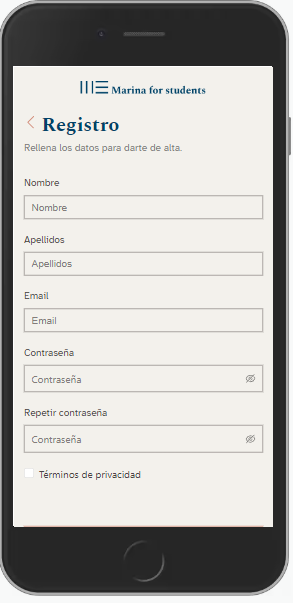 Marina for students
Registro
Rellena los datos para darte de alta.
Nombre
Nombre
Apellidos
Apellidos
Email
Email
Contraseña
Contraseña
Repetir contraseña
Contraseña
Términos de privacidad